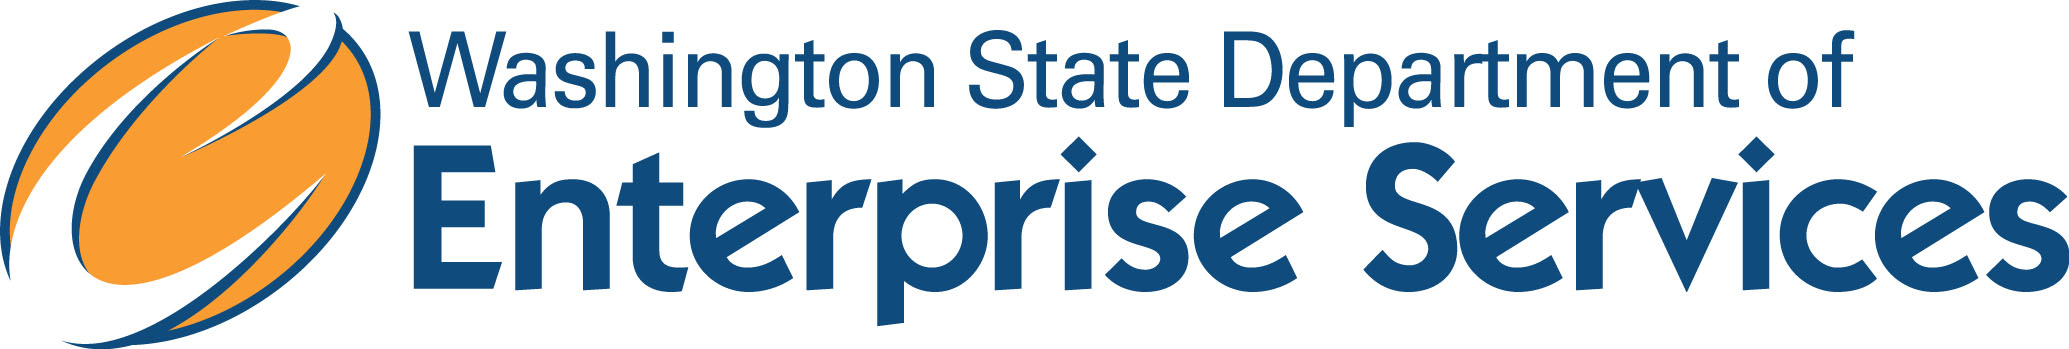 Washington State Department of
Enterprise Services